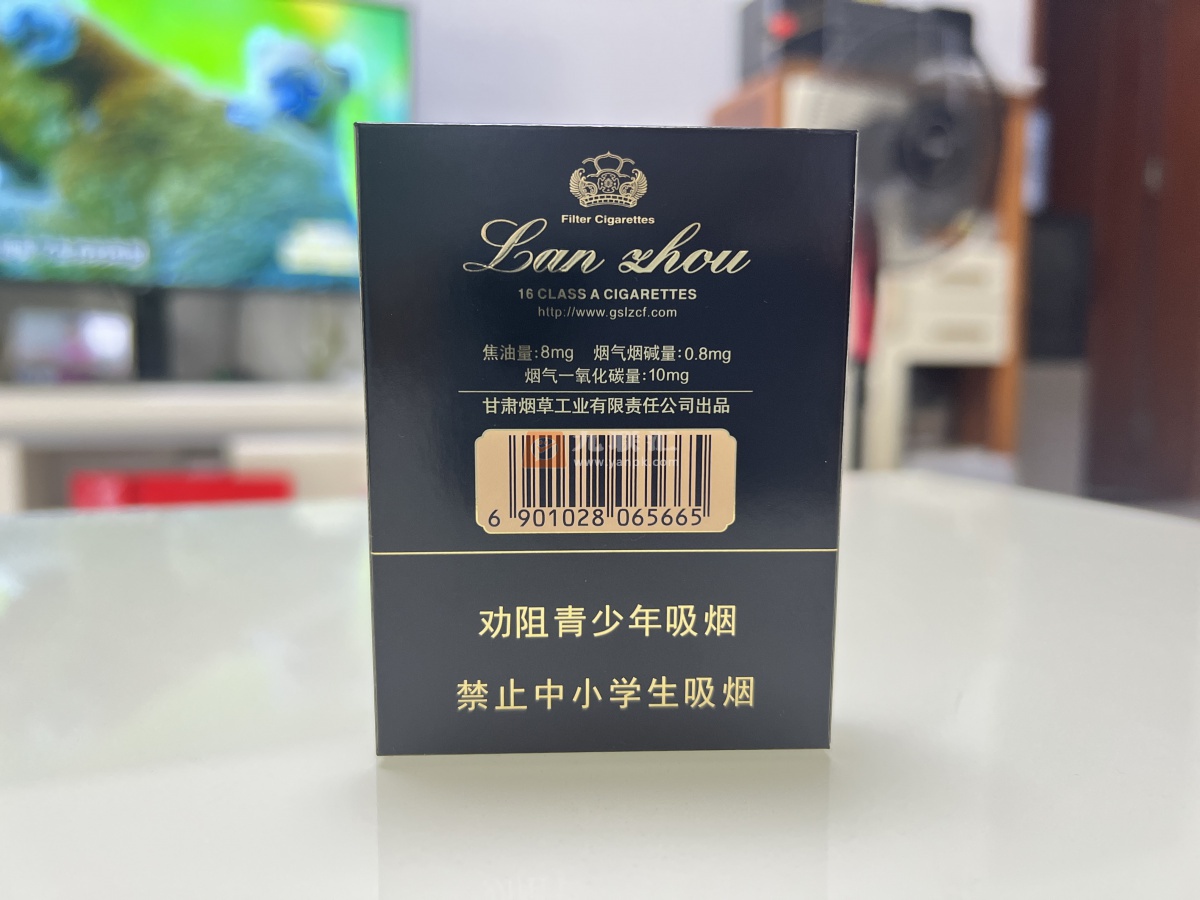 Filter Cigarettes
Lan zhou
16 CLASS A CIGARETTES
http://www.gslzcf.com
焦油量:8mg 烟气烟碱量:0.8mg
烟气一氧化碳量:10mg
甘肃烟草工业有限责任公司出品
www.yanpk.com
6 901028 065665
劝阻青少年吸烟
禁止中小学生吸烟